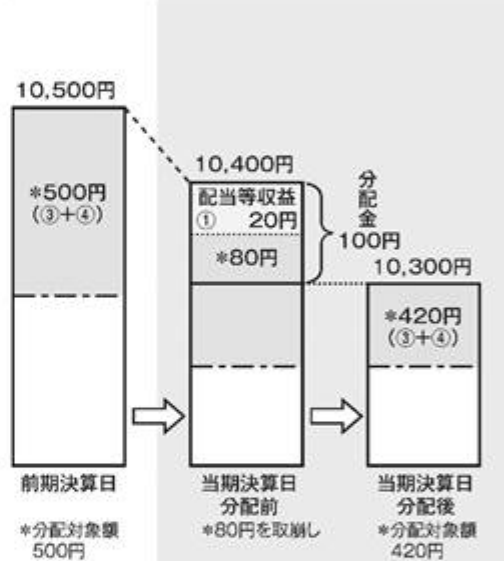 10,500円
*500円
(③+④)
前期決算日
*分配対象額
500円
10,400円
配当等収益
① 20円
*80円
分配金
100円
当期決算日
分配前
*80円を取崩し
10,300円
*420円
(③+④)
当期決算日
分配後
*分配対象額
420円